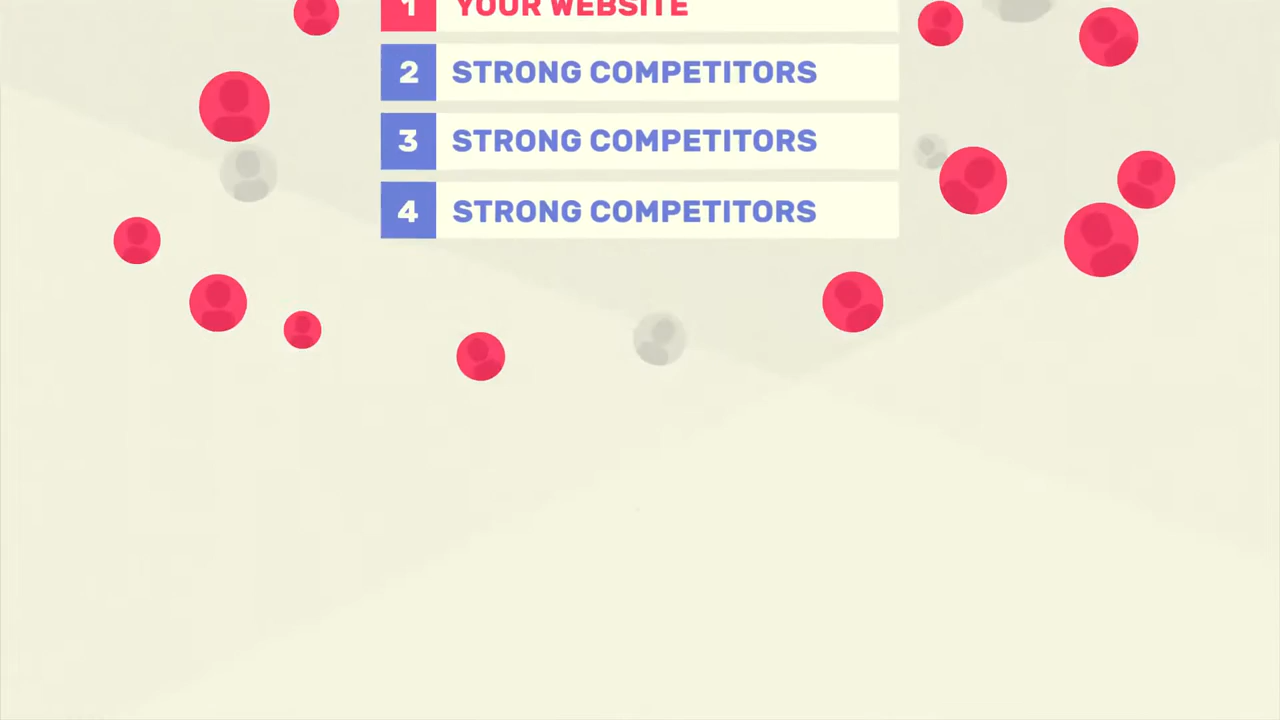 1 YOUR WEBSITE
2 STRONG COMPETITORS
3 STRONG COMPETITORS
4 STRONG COMPETITORS